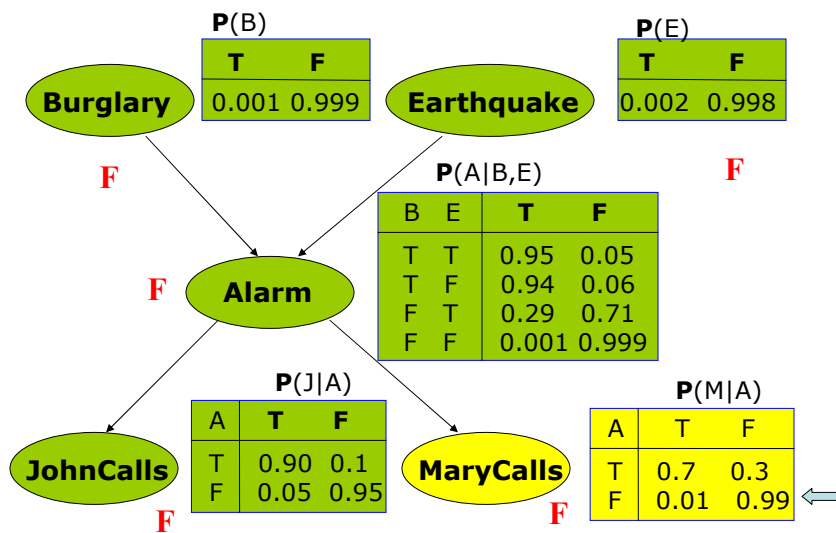 P(B)
P(E)
T F
T F
Burglary
0.001 0.999
Earthquake
0.002 0.998
F
P(A|B,E)
F
B E T F
T T 0.95 0.05
T F 0.94 0.06
F T 0.29 0.71
F F 0.001 0.999
F
Alarm
P(J|A)
P(M|A)
A T F
T 0.90 0.1
F 0.05 0.95
A T F
T 0.7 0.3
F 0.01 0.99
JohnCalls
MaryCalls
F
F